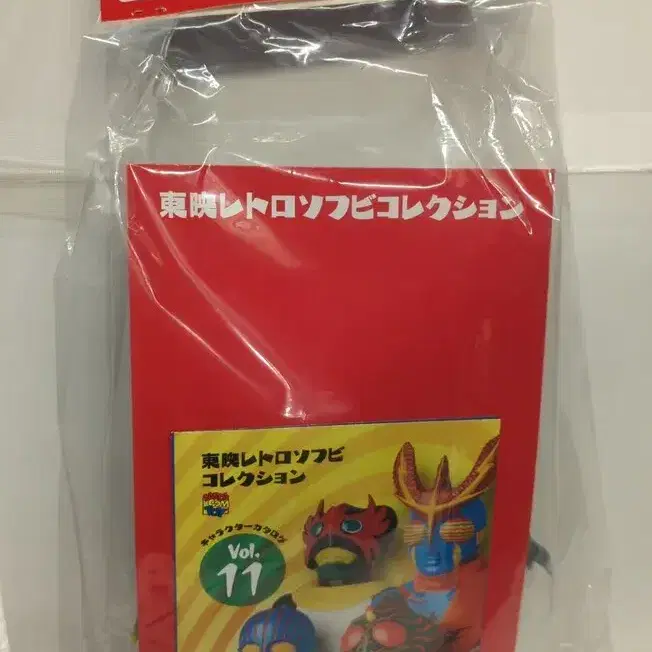 東映レトロソフビコレクション
東映レトロソフビ
コレクション
キャラクターカタログ
Vol.
11